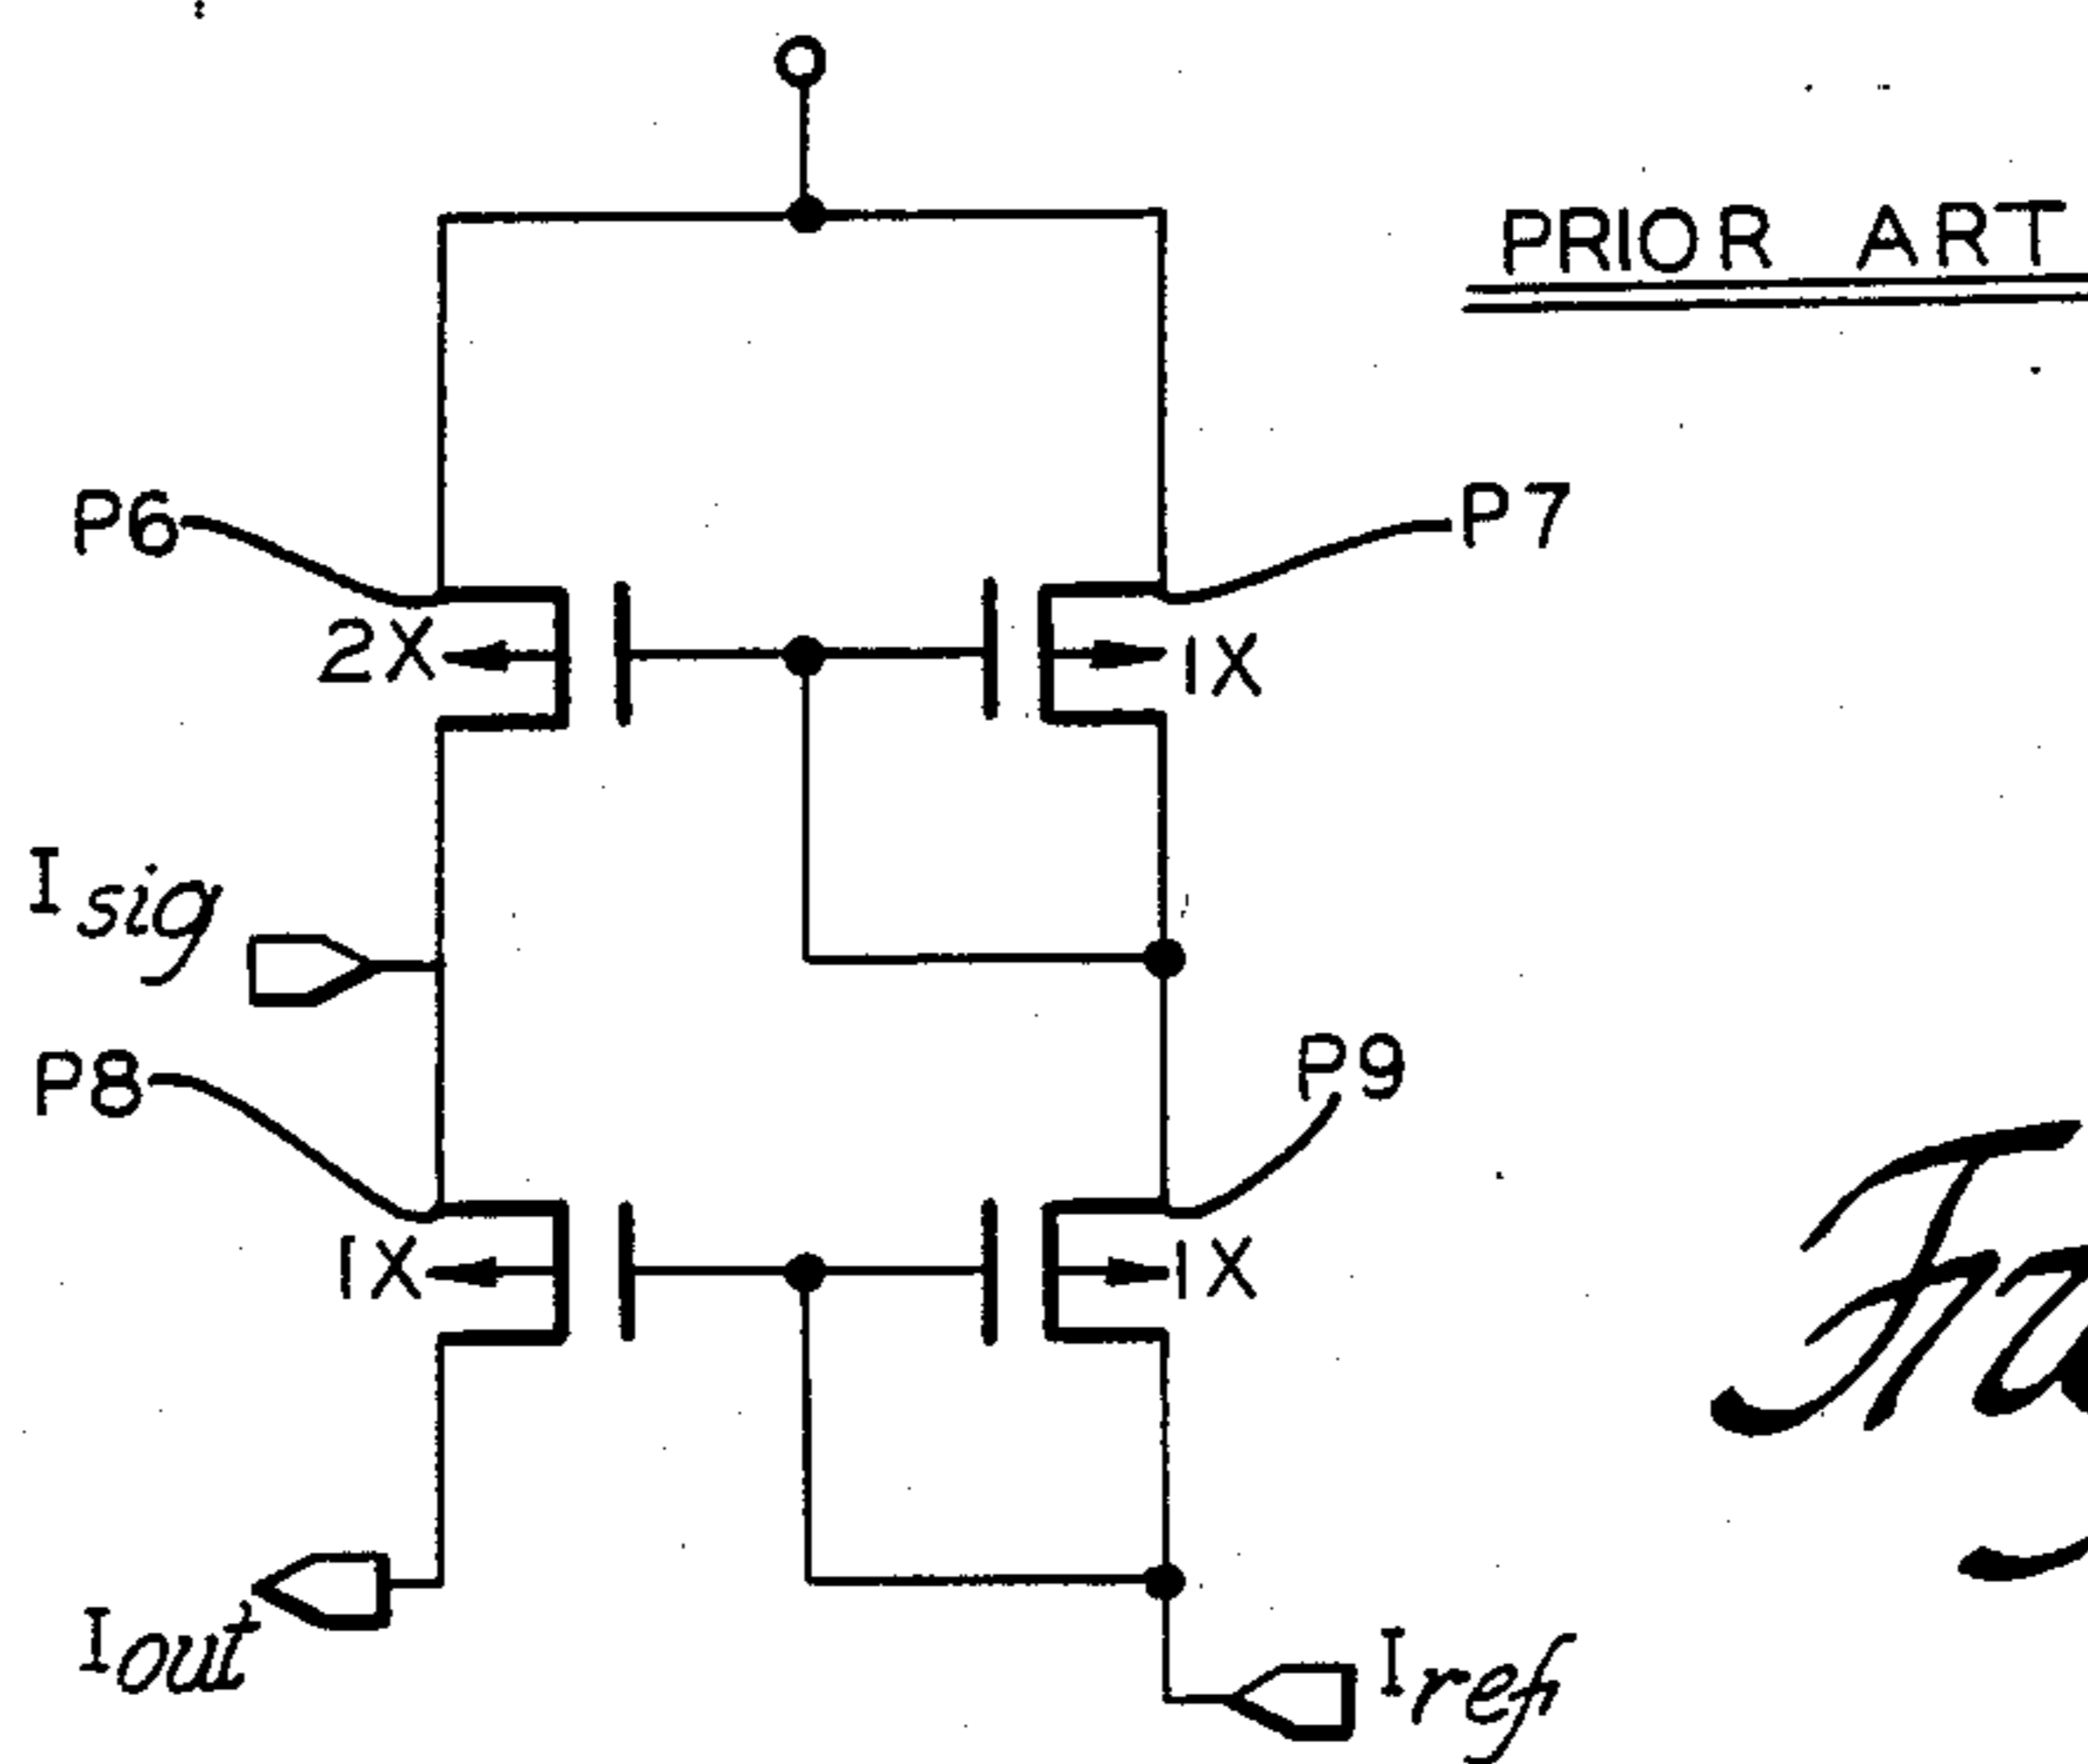 PRIOR ART
P6
P7
2X
1X
Isig
P8
P9
1X
1X
Iout
Iref